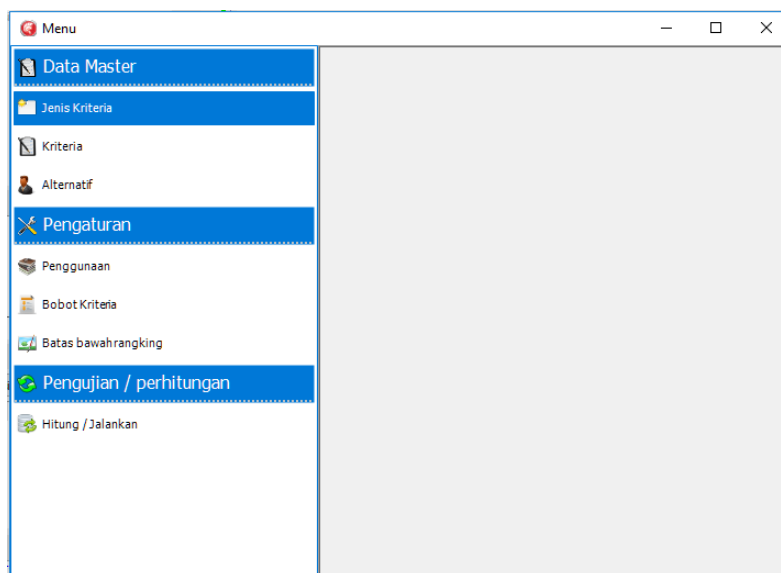 Menu
Data Master
Jenis Kriteria
Kriteria
Alternatif
Pengaturan
Penggunaan
Bobot Kriteria
Batas bawah rangking
Pengujian / perhitungan
Hitung / Jalankan